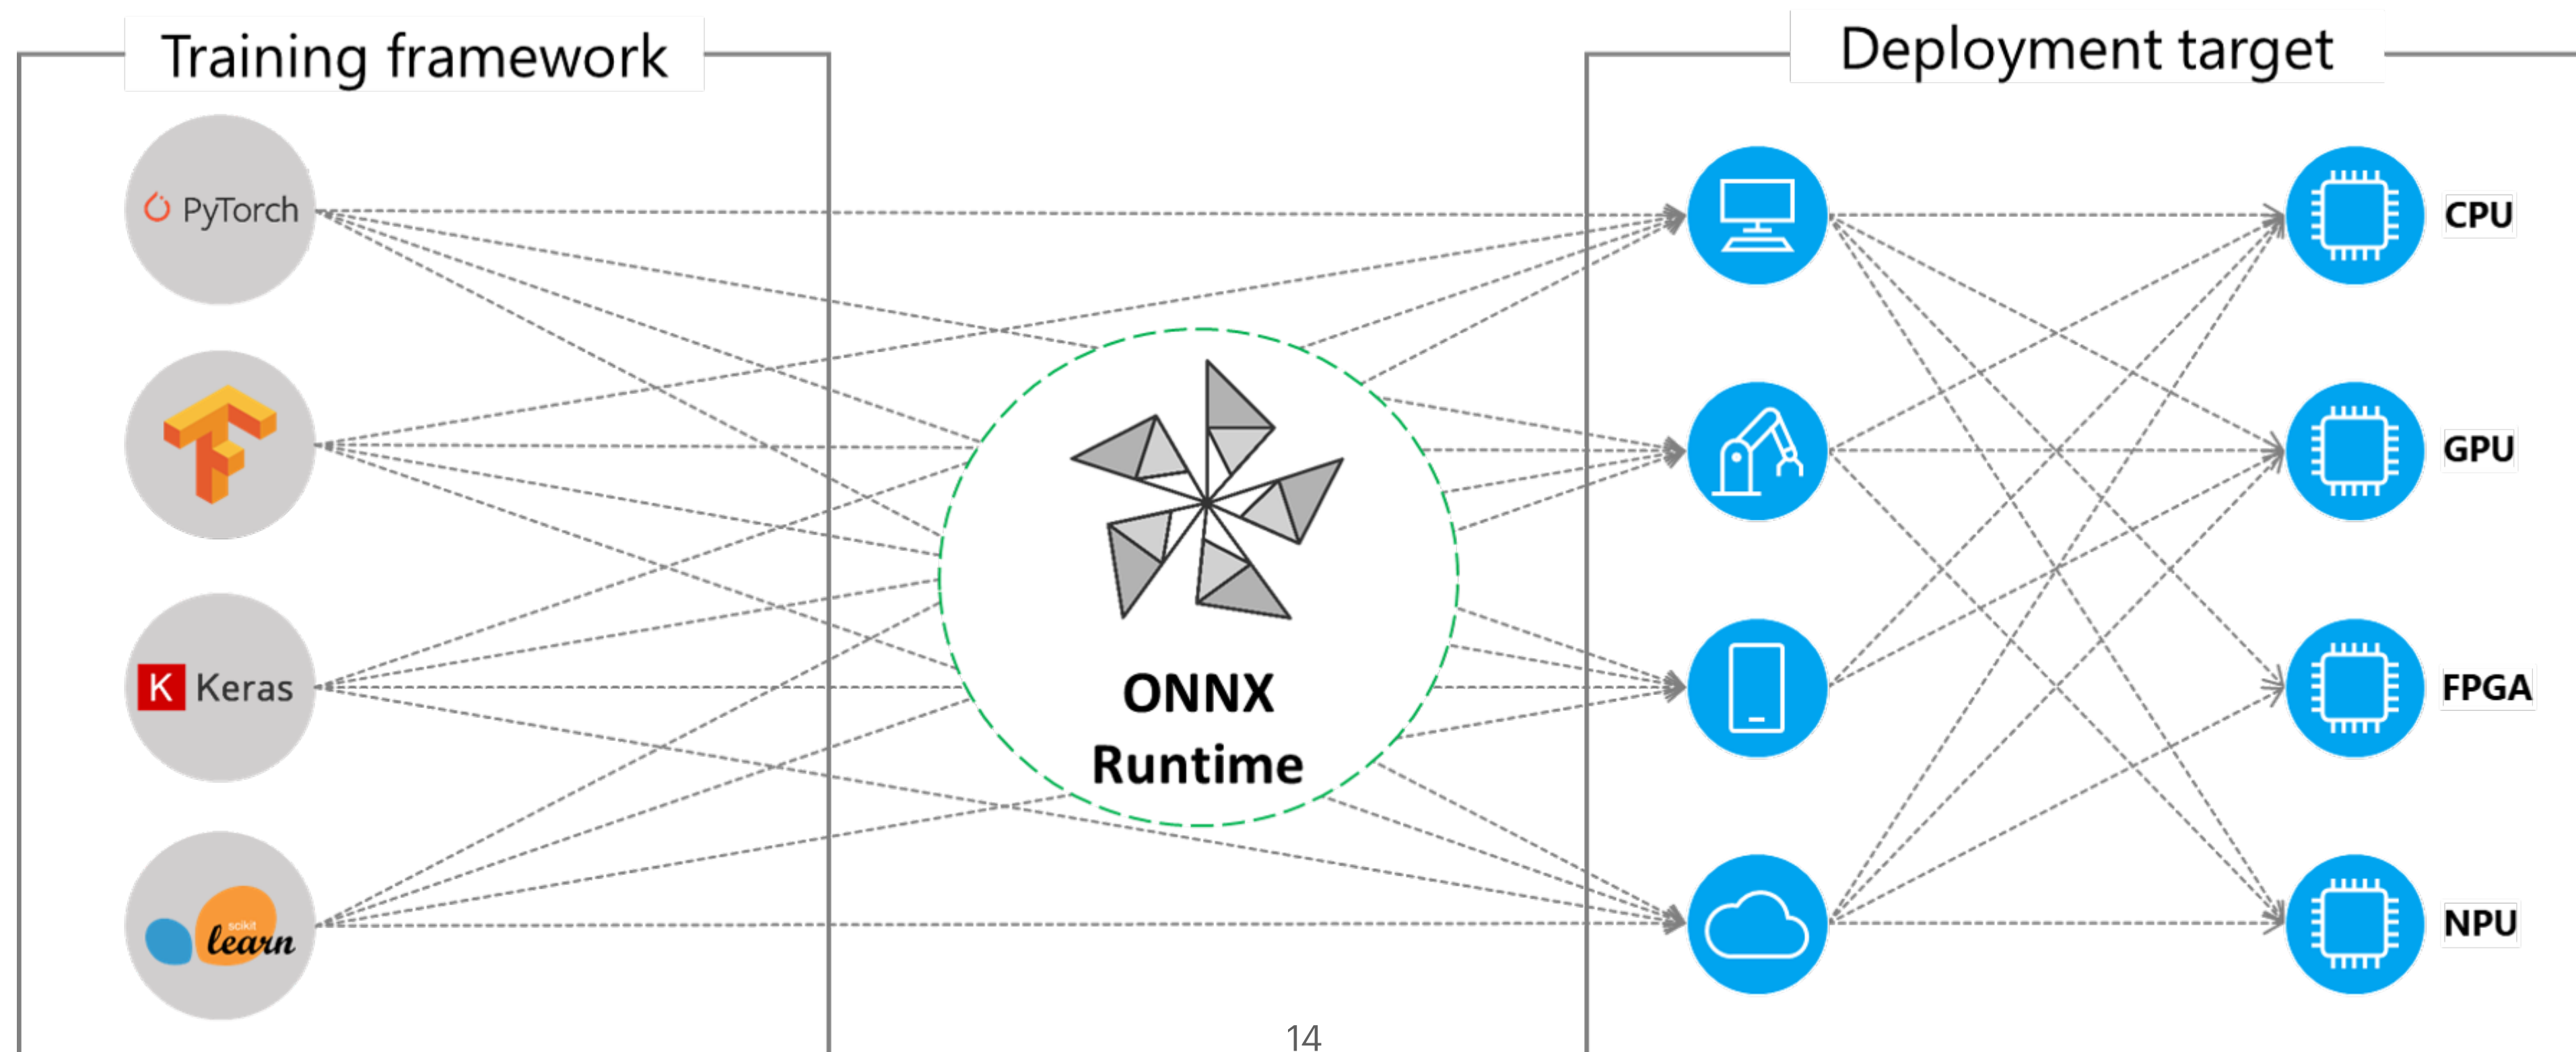 Training framework
Deployment target
PyTorch
CPU
GPU
K Keras
ONNX
Runtime
FPGA
scikit
learn
NPU
14